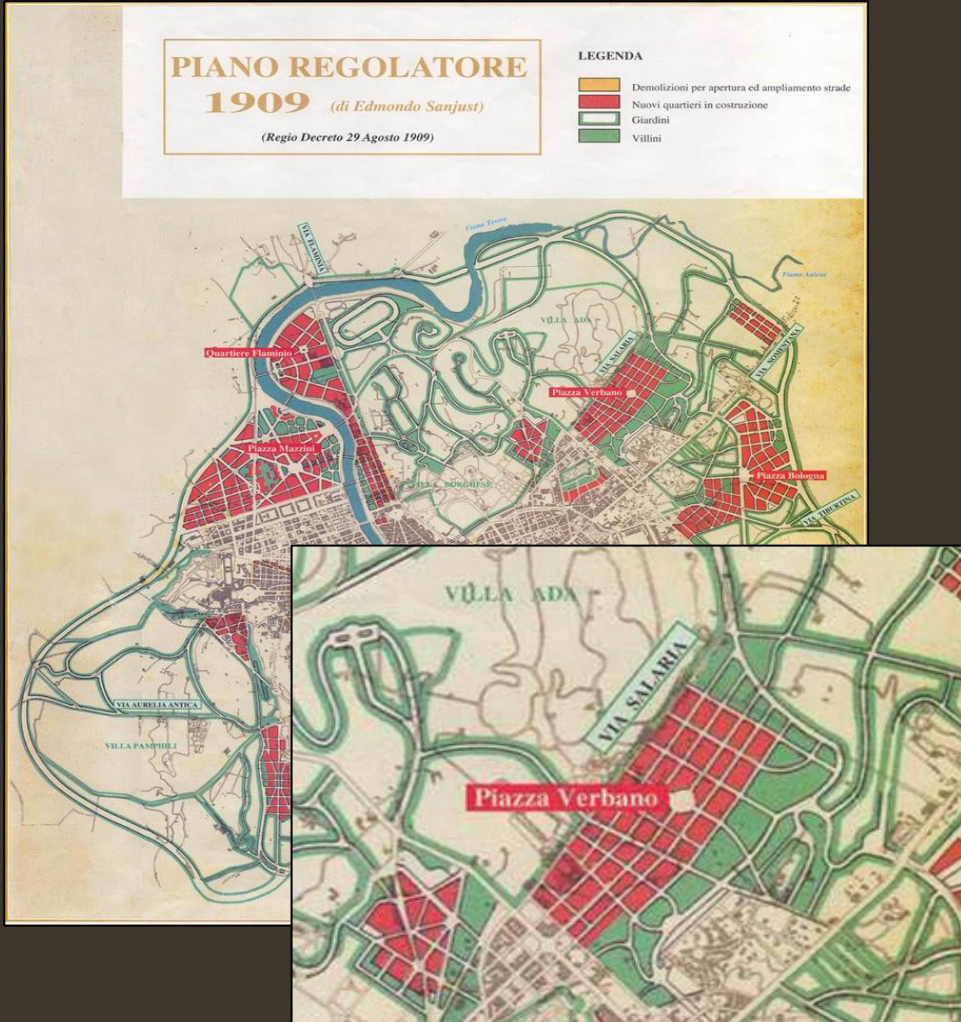 PIANO REGOLATORE
1909 (di Edmondo Sanjust)
(Regio Decreto 29 Agosto 1909)
LEGENDA
Demolizioni per apertura ed ampliamento strade
Nuovi quartieri in costruzione
Giardini
Villini
Fiume Tevere
VIA FLAMINIA
Fiume Aniene
VILLA ADA
VIA SALARIA
VIA NOMENTANA
Quartiere Flaminio
Piazza Verbano
Piazza Mazzini
VILLA BORGHESE
Piazza Bologna
VIA TIBURTINA
VIA AURELIA ANTICA
VILLA PAMPHILI
VILLA ADA
VIA SALARIA
Piazza Verbano